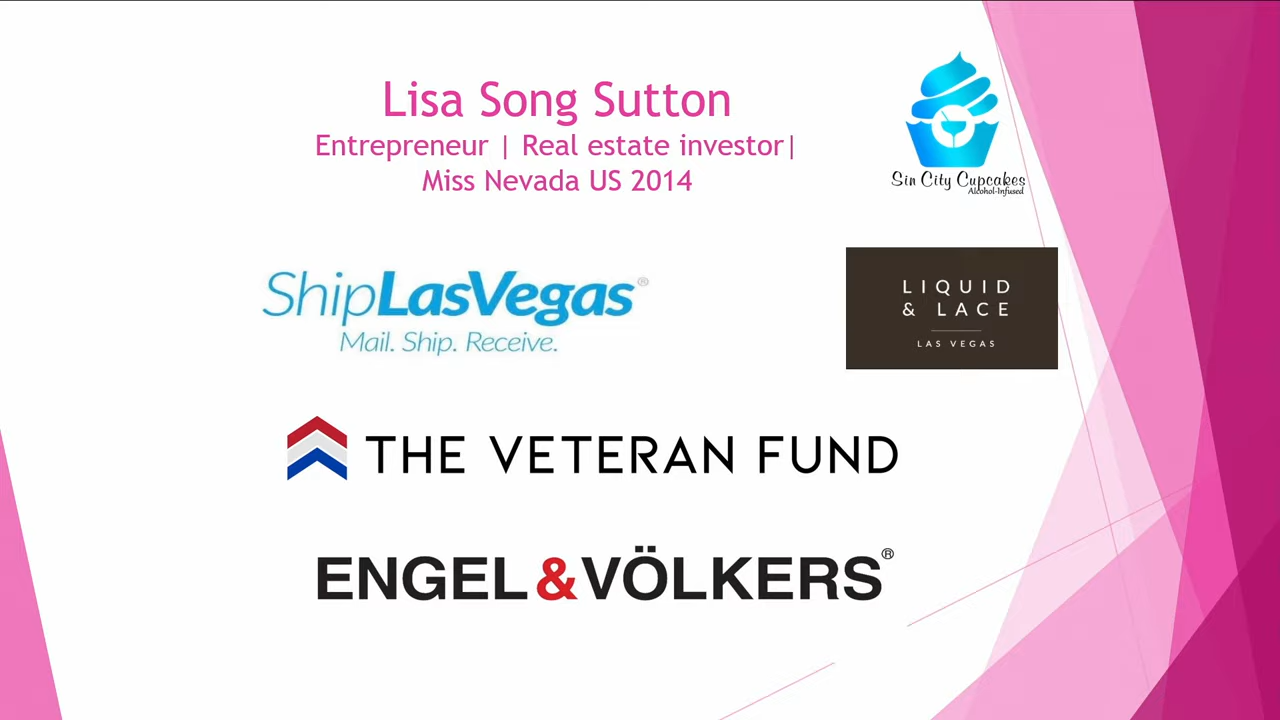 Lisa Song Sutton
Entrepreneur | Real estate investor|
Miss Nevada US 2014
Sin City Cupcakes
Alcohol-Infused
ShipLasVegas®
Mail. Ship. Receive.
LIQUID
& LACE
LAS VEGAS
THE VETERAN FUND
ENGEL&VÖLKERS®